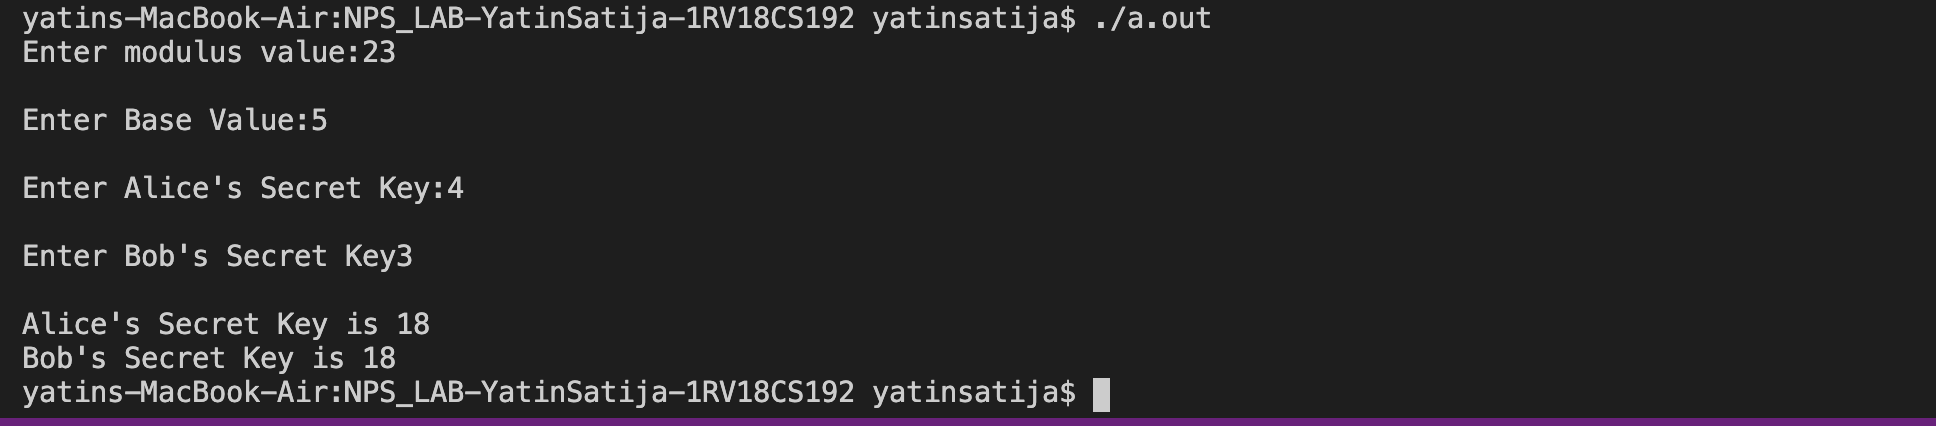 yatins-MacBook-Air:NPS_LAB-YatinSatija-1RV18CS192 yatinsatija$ ./a.out
Enter modulus value:23
Enter Base Value:5
Enter Alice's Secret Key:4
Enter Bob's Secret Key3
Alice's Secret Key is 18
Bob's Secret Key is 18
yatins-MacBook-Air:NPS_LAB-YatinSatija-1RV18CS192 yatinsatija$